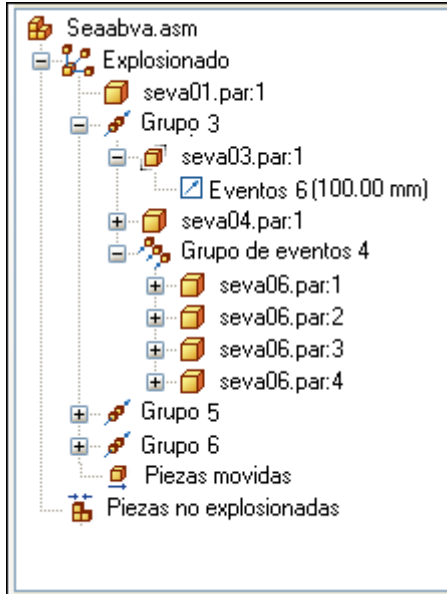 Seaabva.asm
Explosionado
seva01.par:1
Grupo 3
seva03.par:1
Eventos 6(100.00 mm)
seva04.par:1
Grupo de eventos 4
seva06.par:1
seva06.par:2
seva06.par:3
seva06.par:4
Grupo 5
Grupo 6
Piezas movidas
Piezas no explosionadas